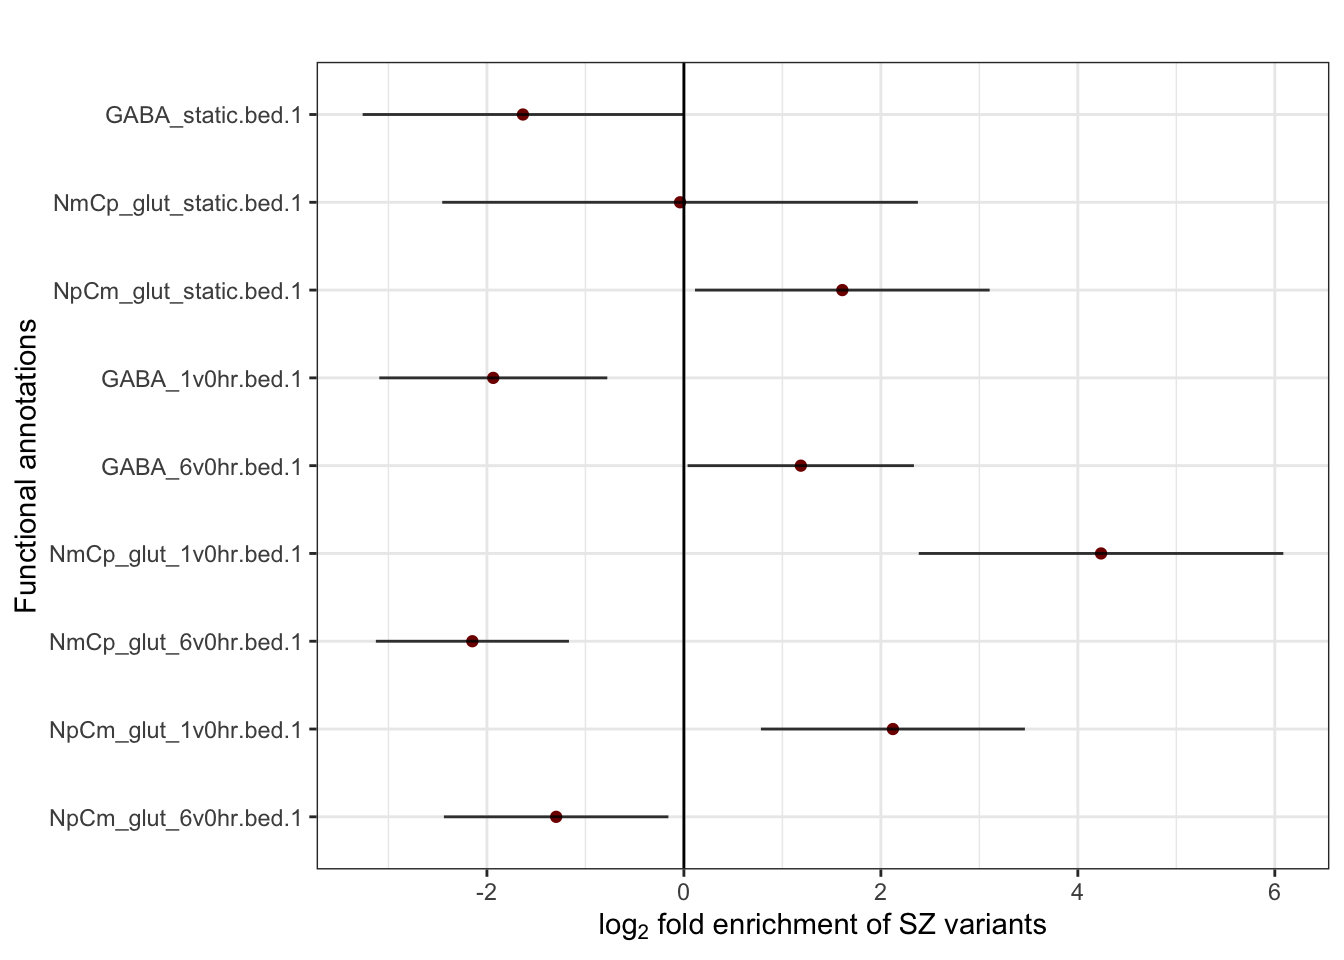 GABA_static.bed.1
NmCp_glut_static.bed.1
NpCm_glut_static.bed.1
GABA_1v0hr.bed.1
GABA_6v0hr.bed.1
NmCp_glut_1v0hr.bed.1
NmCp_glut_6v0hr.bed.1
NpCm_glut_1v0hr.bed.1
NpCm_glut_6v0hr.bed.1
Functional annotations
-2 0 2 4 6
log₂ fold enrichment of SZ variants